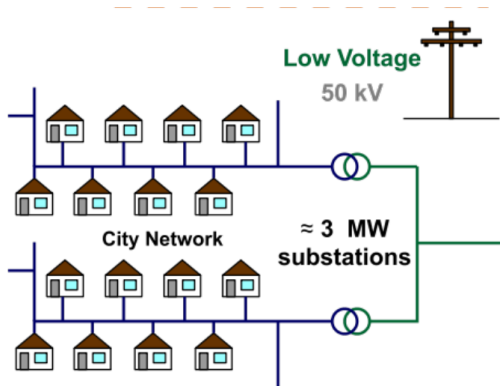 Low Voltage
50 kV
≈ 3 MW
substations
City Network